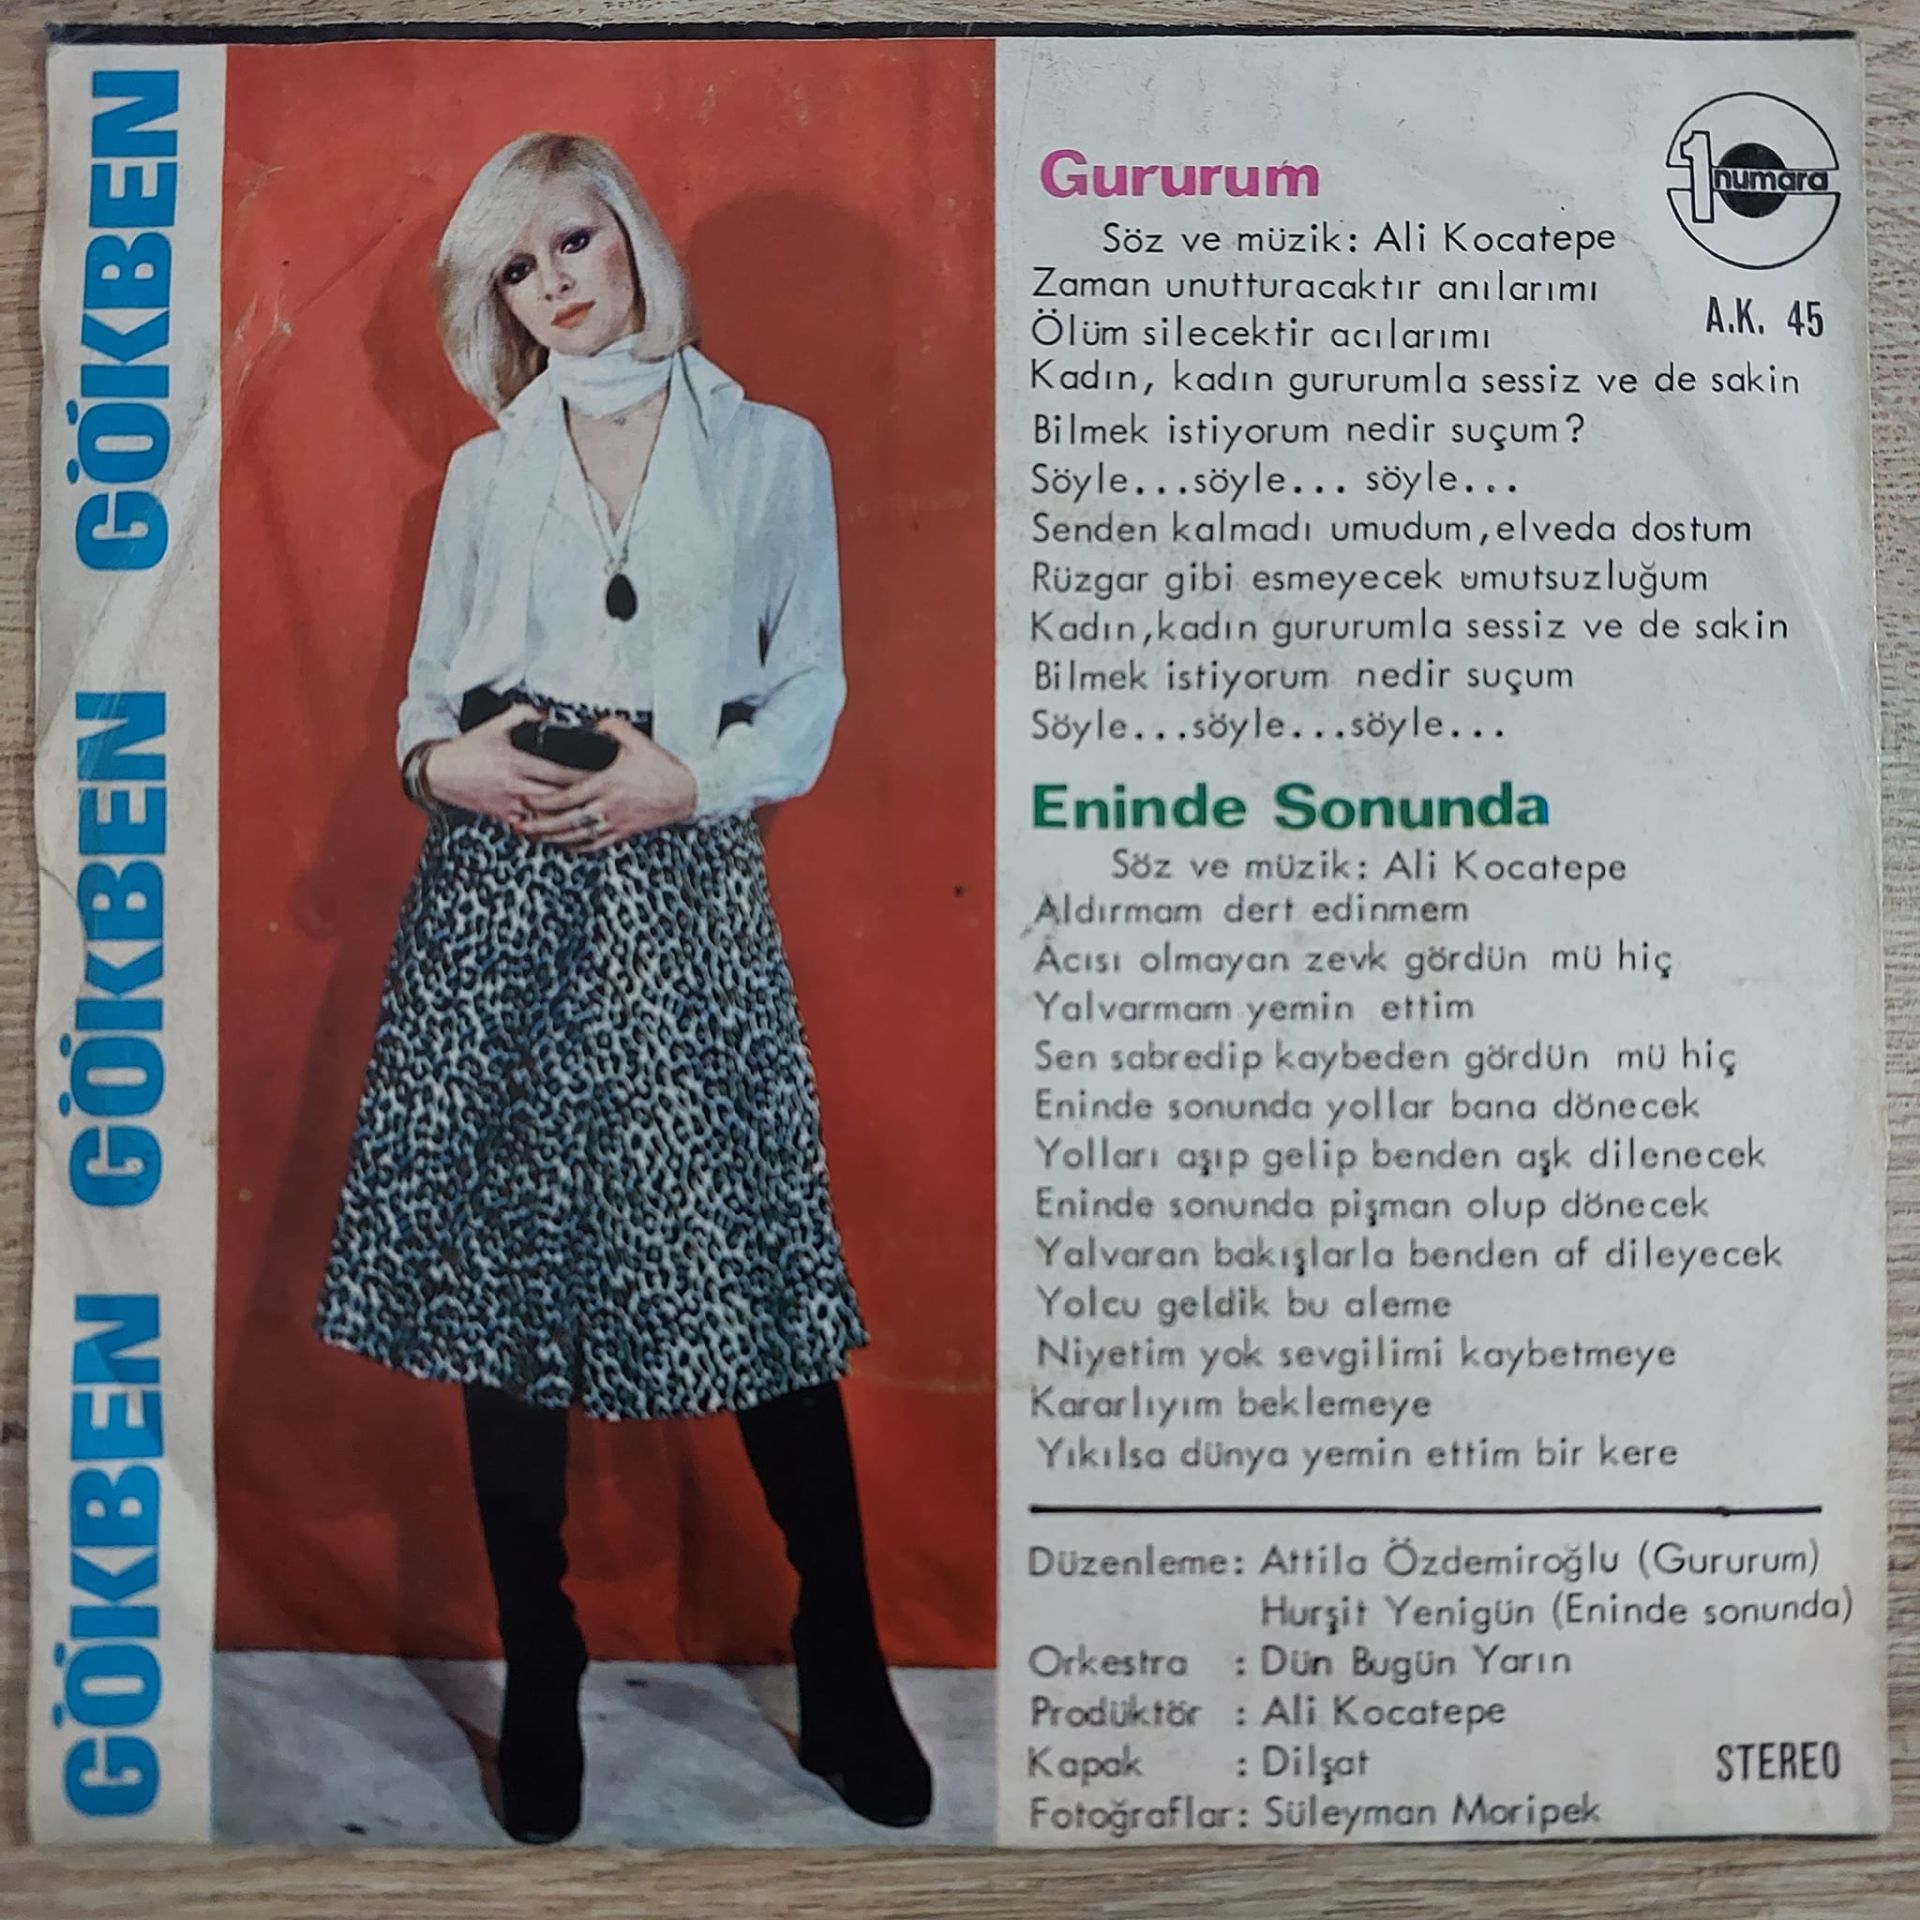 GÖKBEN GÖKBEN GÖKBEN
1 numara
A.K. 45
Gururum
Söz ve müzik: Ali Kocatepe
Zaman unutturacaktır anılarımı
Ölüm silecektir acılarımı
Kadın, kadın gururumla sessiz ve de sakin
Bilmek istiyorum nedir suçum?
Söyle...söyle... söyle...
Senden kalmadı umudum,elveda dostum
Rüzgar gibi esmeyecek umutsuzluğum
Kadın,kadın gururumla sessiz ve de sakin
Bilmek istiyorum nedir suçum
Söyle...söyle...söyle...
Eninde Sonunda
Söz ve müzik: Ali Kocatepe
Aldırmam dert edinmem
Acısı olmayan zevk gördün mü hiç
Yalvarmam yemin ettim
Sen sabredip kaybeden gördün mü hiç
Eninde sonunda yollar bana dönecek
Yolları aşıp gelip benden aşk dilenecek
Eninde sonunda pişman olup dönecek
Yalvaran bakışlarla benden af dileyecek
Yolcu geldik bu aleme
Niyetim yok sevgilimi kaybetmeye
Kararlıyım beklemeye
Yıkılsa dünya yemin ettim bir kere
Düzenleme: Attila Özdemiroğlu (Gururum)
Hurşit Yenigün (Eninde sonunda)
Orkestra : Dün Bugün Yarın
Prodüktör : Ali Kocatepe
Kapak : Dilşat
Fotoğraflar: Süleyman Moripek
STEREO